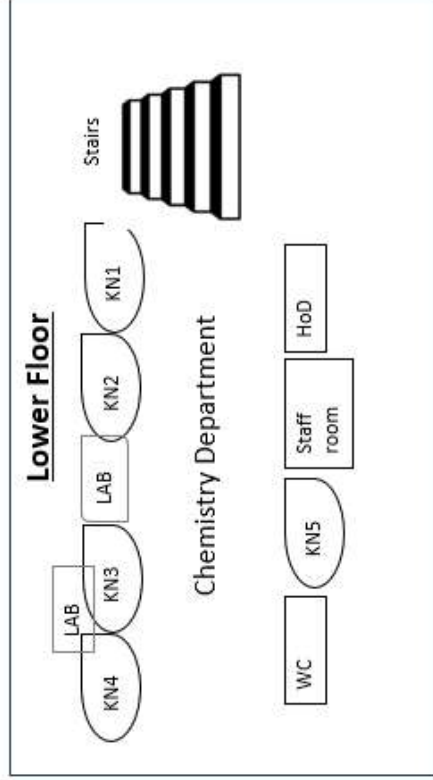 Lower Floor
Stairs
LAB
KN4
KN3
LAB
KN2
KN1
Chemistry Department
WC
KN5
Staff
room
HoD